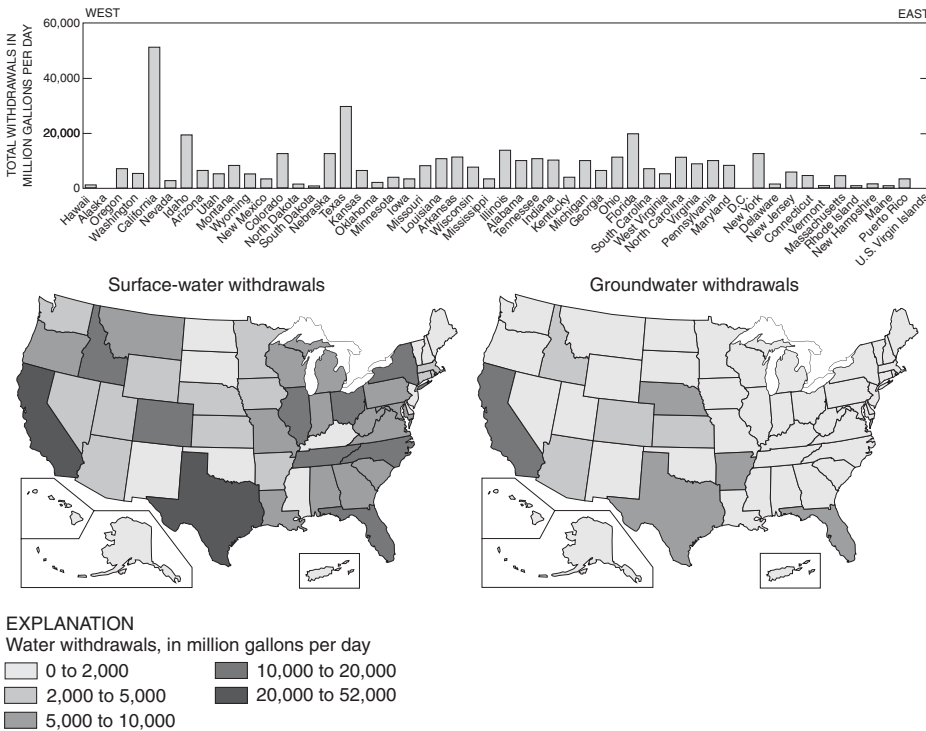 WEST
EAST
TOTAL WITHDRAWALS IN
MILLION GALLONS PER DAY
60,000
40,000
20,000
0
Hawaii
Alaska
Oregon
Washington
California
Nevada
Idaho
Arizona
Utah
Montana
Wyoming
New Mexico
Colorado
North Dakota
South Dakota
Nebraska
Texas
Kansas
Oklahoma
Minnesota
Iowa
Missouri
Louisiana
Arkansas
Wisconsin
Mississippi
Illinois
Alabama
Tennessee
Indiana
Kentucky
Michigan
Georgia
Ohio
Florida
South Carolina
West Virginia
North Carolina
Virginia
Pennsylvania
Maryland
D.C.
New York
Delaware
New Jersey
Connecticut
Vermont
Massachusetts
Rhode Island
New Hampshire
Maine
Puerto Rico
U.S. Virgin Islands
Surface-water withdrawals
Groundwater withdrawals
EXPLANATION
Water withdrawals, in million gallons per day
0 to 2,000
10,000 to 20,000
2,000 to 5,000
20,000 to 52,000
5,000 to 10,000